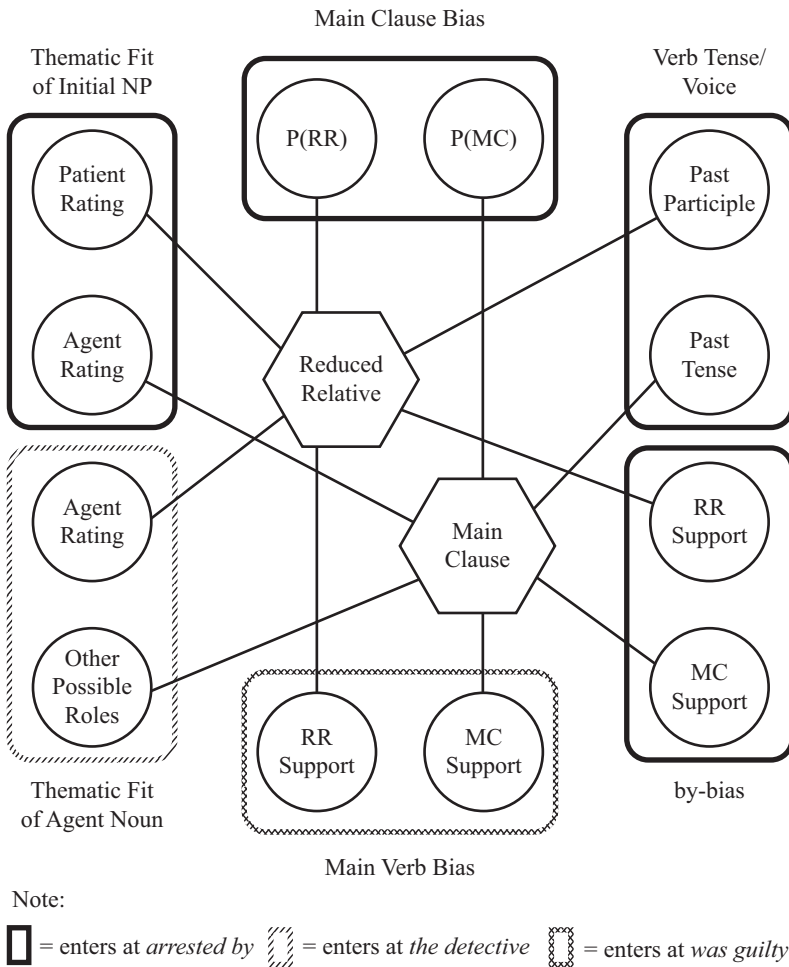 Main Clause Bias
Thematic Fit
of Initial NP
Verb Tense/
Voice
P(RR)
P(MC)
Patient
Rating
Past
Participle
Agent
Rating
Reduced
Relative
Past
Tense
Agent
Rating
Main
Clause
RR
Support
Other
Possible
Roles
MC
Support
RR
Support
MC
Support
Thematic Fit
of Agent Noun
by-bias
Main Verb Bias
Note:
= enters at arrested by
= enters at the detective
= enters at was guilty